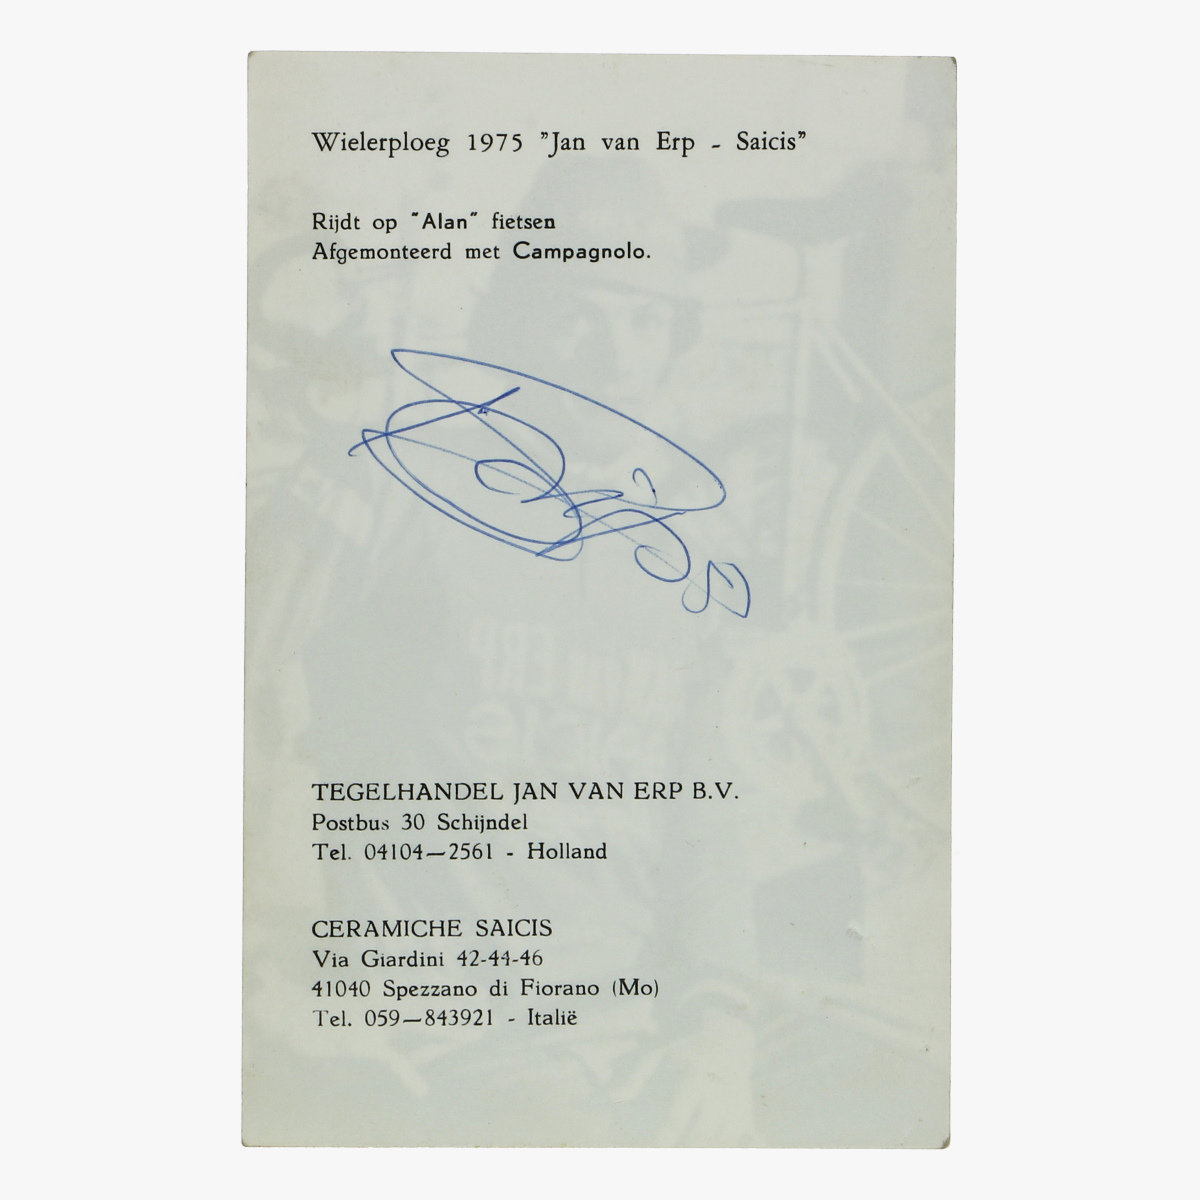 Wielerploeg 1975 "Jan van Erp - Saicis"
Rijdt op "Alan" fietsen
Afgemonteerd met Campagnolo.
TEGELHANDEL JAN VAN ERP B.V.
Postbus 30 Schijndel
Tel. 04104—2561 - Holland
CERAMICHE SAICIS
Via Giardini 42-44-46
41040 Spezzano di Fiorano (Mo)
Tel. 059—843921 - Italië